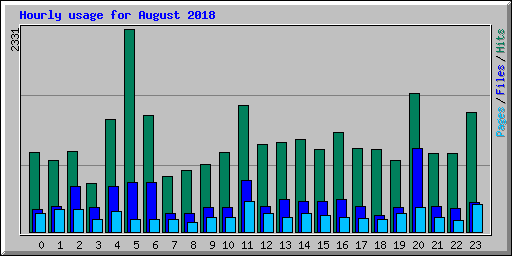 Hourly usage for August 2018
2331
Pages/Files/Hits
0 1 2 3 4 5 6 7 8 9 10 11 12 13 14 15 16 17 18 19 20 21 22 23